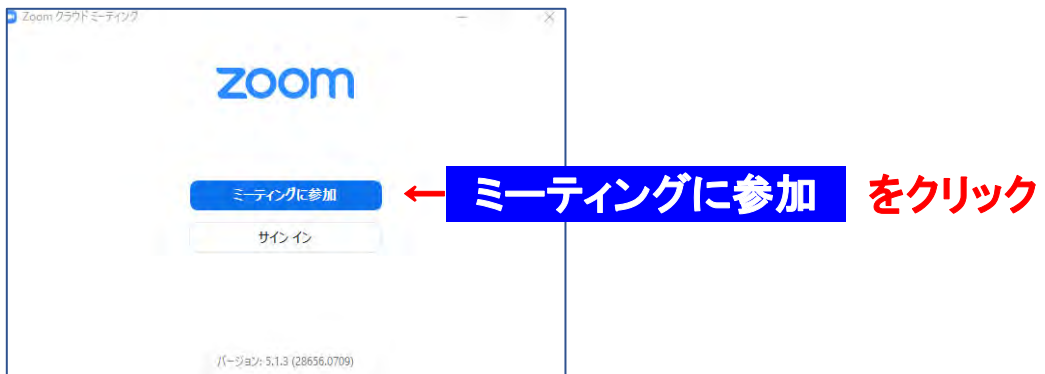 Zoom クラウド ミーティング
zoom
ミーティングに参加
← ミーティングに参加 をクリック
サイン イン
バージョン: 5.1.3 (28656.0709)